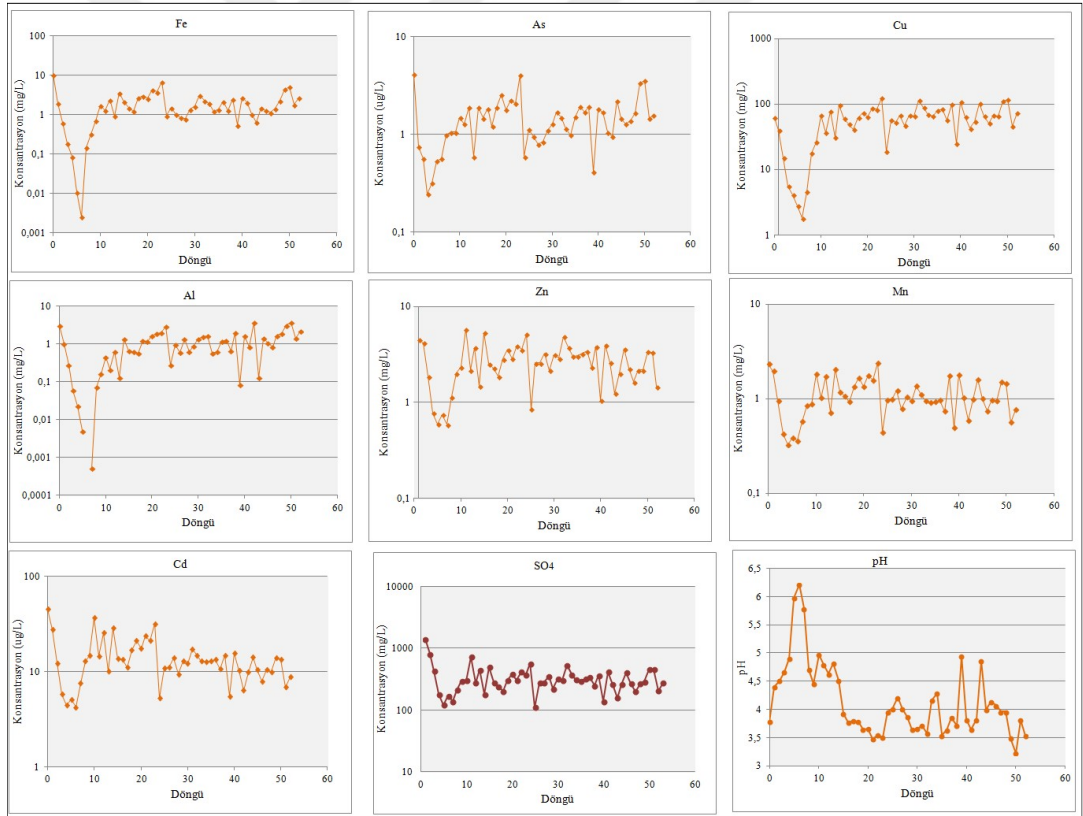 Fe
Konsantrasyon (mg/L)
100
10
1
0,1
0,01
0,001
0 10 20 30 40 50 60
Döngü
As
Konsantrasyon (ug/L)
10
1
0,1
0 10 20 30 40 50 60
Döngü
Cu
Konsantrasyon (mg/L)
1000
100
10
1
0 10 20 30 40 50 60
Döngü
Al
Konsantrasyon (mg/L)
10
1
0,1
0,01
0,001
0,0001
0 10 20 30 40 50 60
Döngü
Zn
Konsantrasyon (mg/L)
10
1
0,1
0 10 20 30 40 50 60
Döngü
Mn
Konsantrasyon (mg/L)
10
1
0,1
0 10 20 30 40 50 60
Döngü
Cd
Konsantrasyon (ug/L)
100
10
1
0 10 20 30 40 50 60
Döngü
SO4
Konsantrasyon (mg/L)
10000
1000
100
10
0 10 20 30 40 50 60
Döngü
pH
pH
6,5
6
5,5
5
4,5
4
3,5
3
0 10 20 30 40 50 60
Döngü